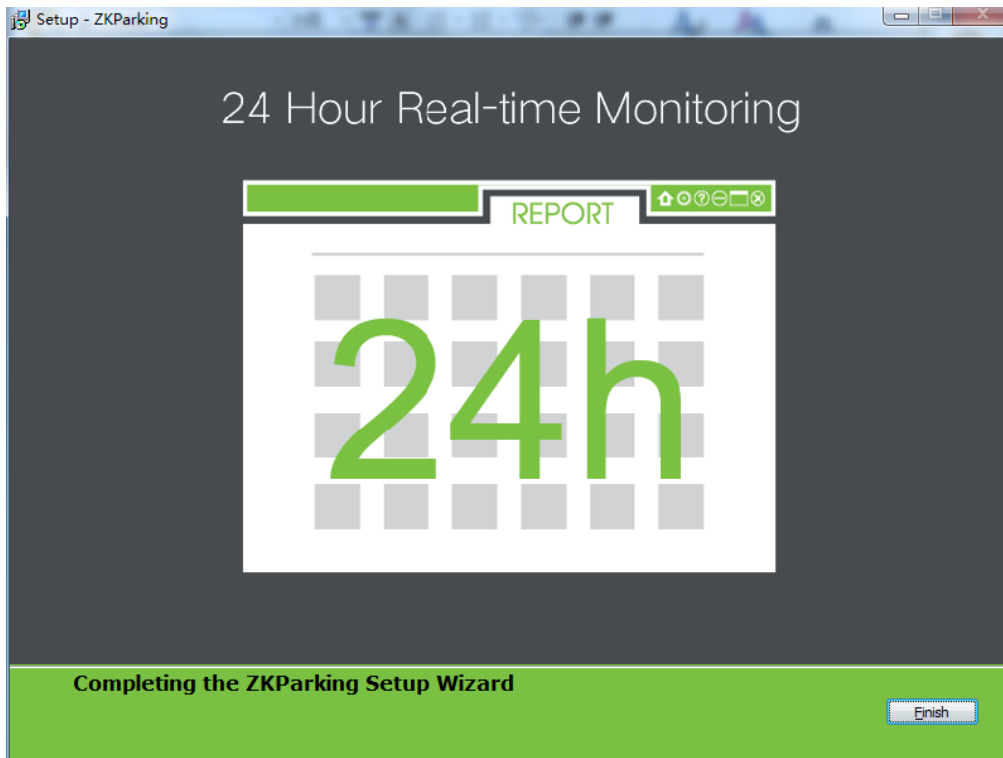 Setup - ZKParking
24 Hour Real-time Monitoring
REPORT
24h
Completing the ZKParking Setup Wizard
Finish